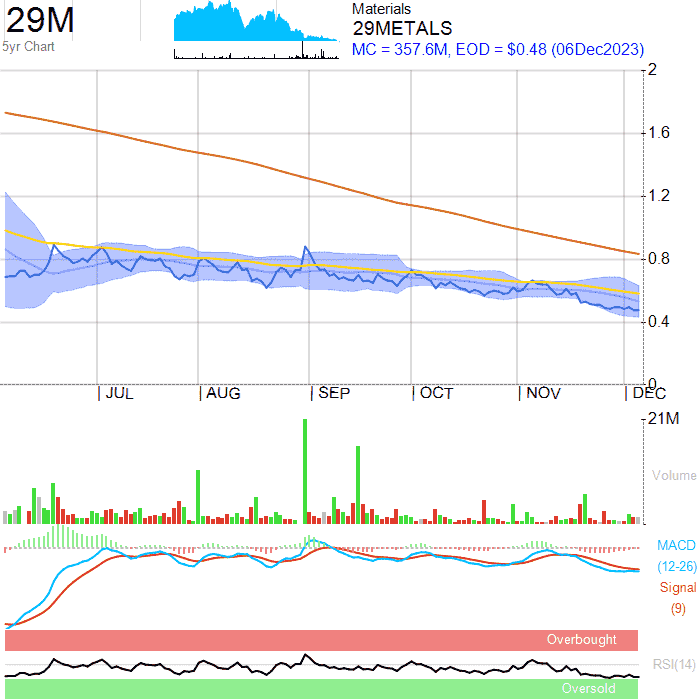 29M
5yr Chart
Materials
29METALS
MC = 357.6M, EOD = $0.48 (06Dec2023)
2
1.6
1.2
0.8
0.4
0
JUL AUG SEP OCT NOV DEC
21M
Volume
MACD
(12-26)
Signal
(9)
Overbought
RSI(14)
Oversold